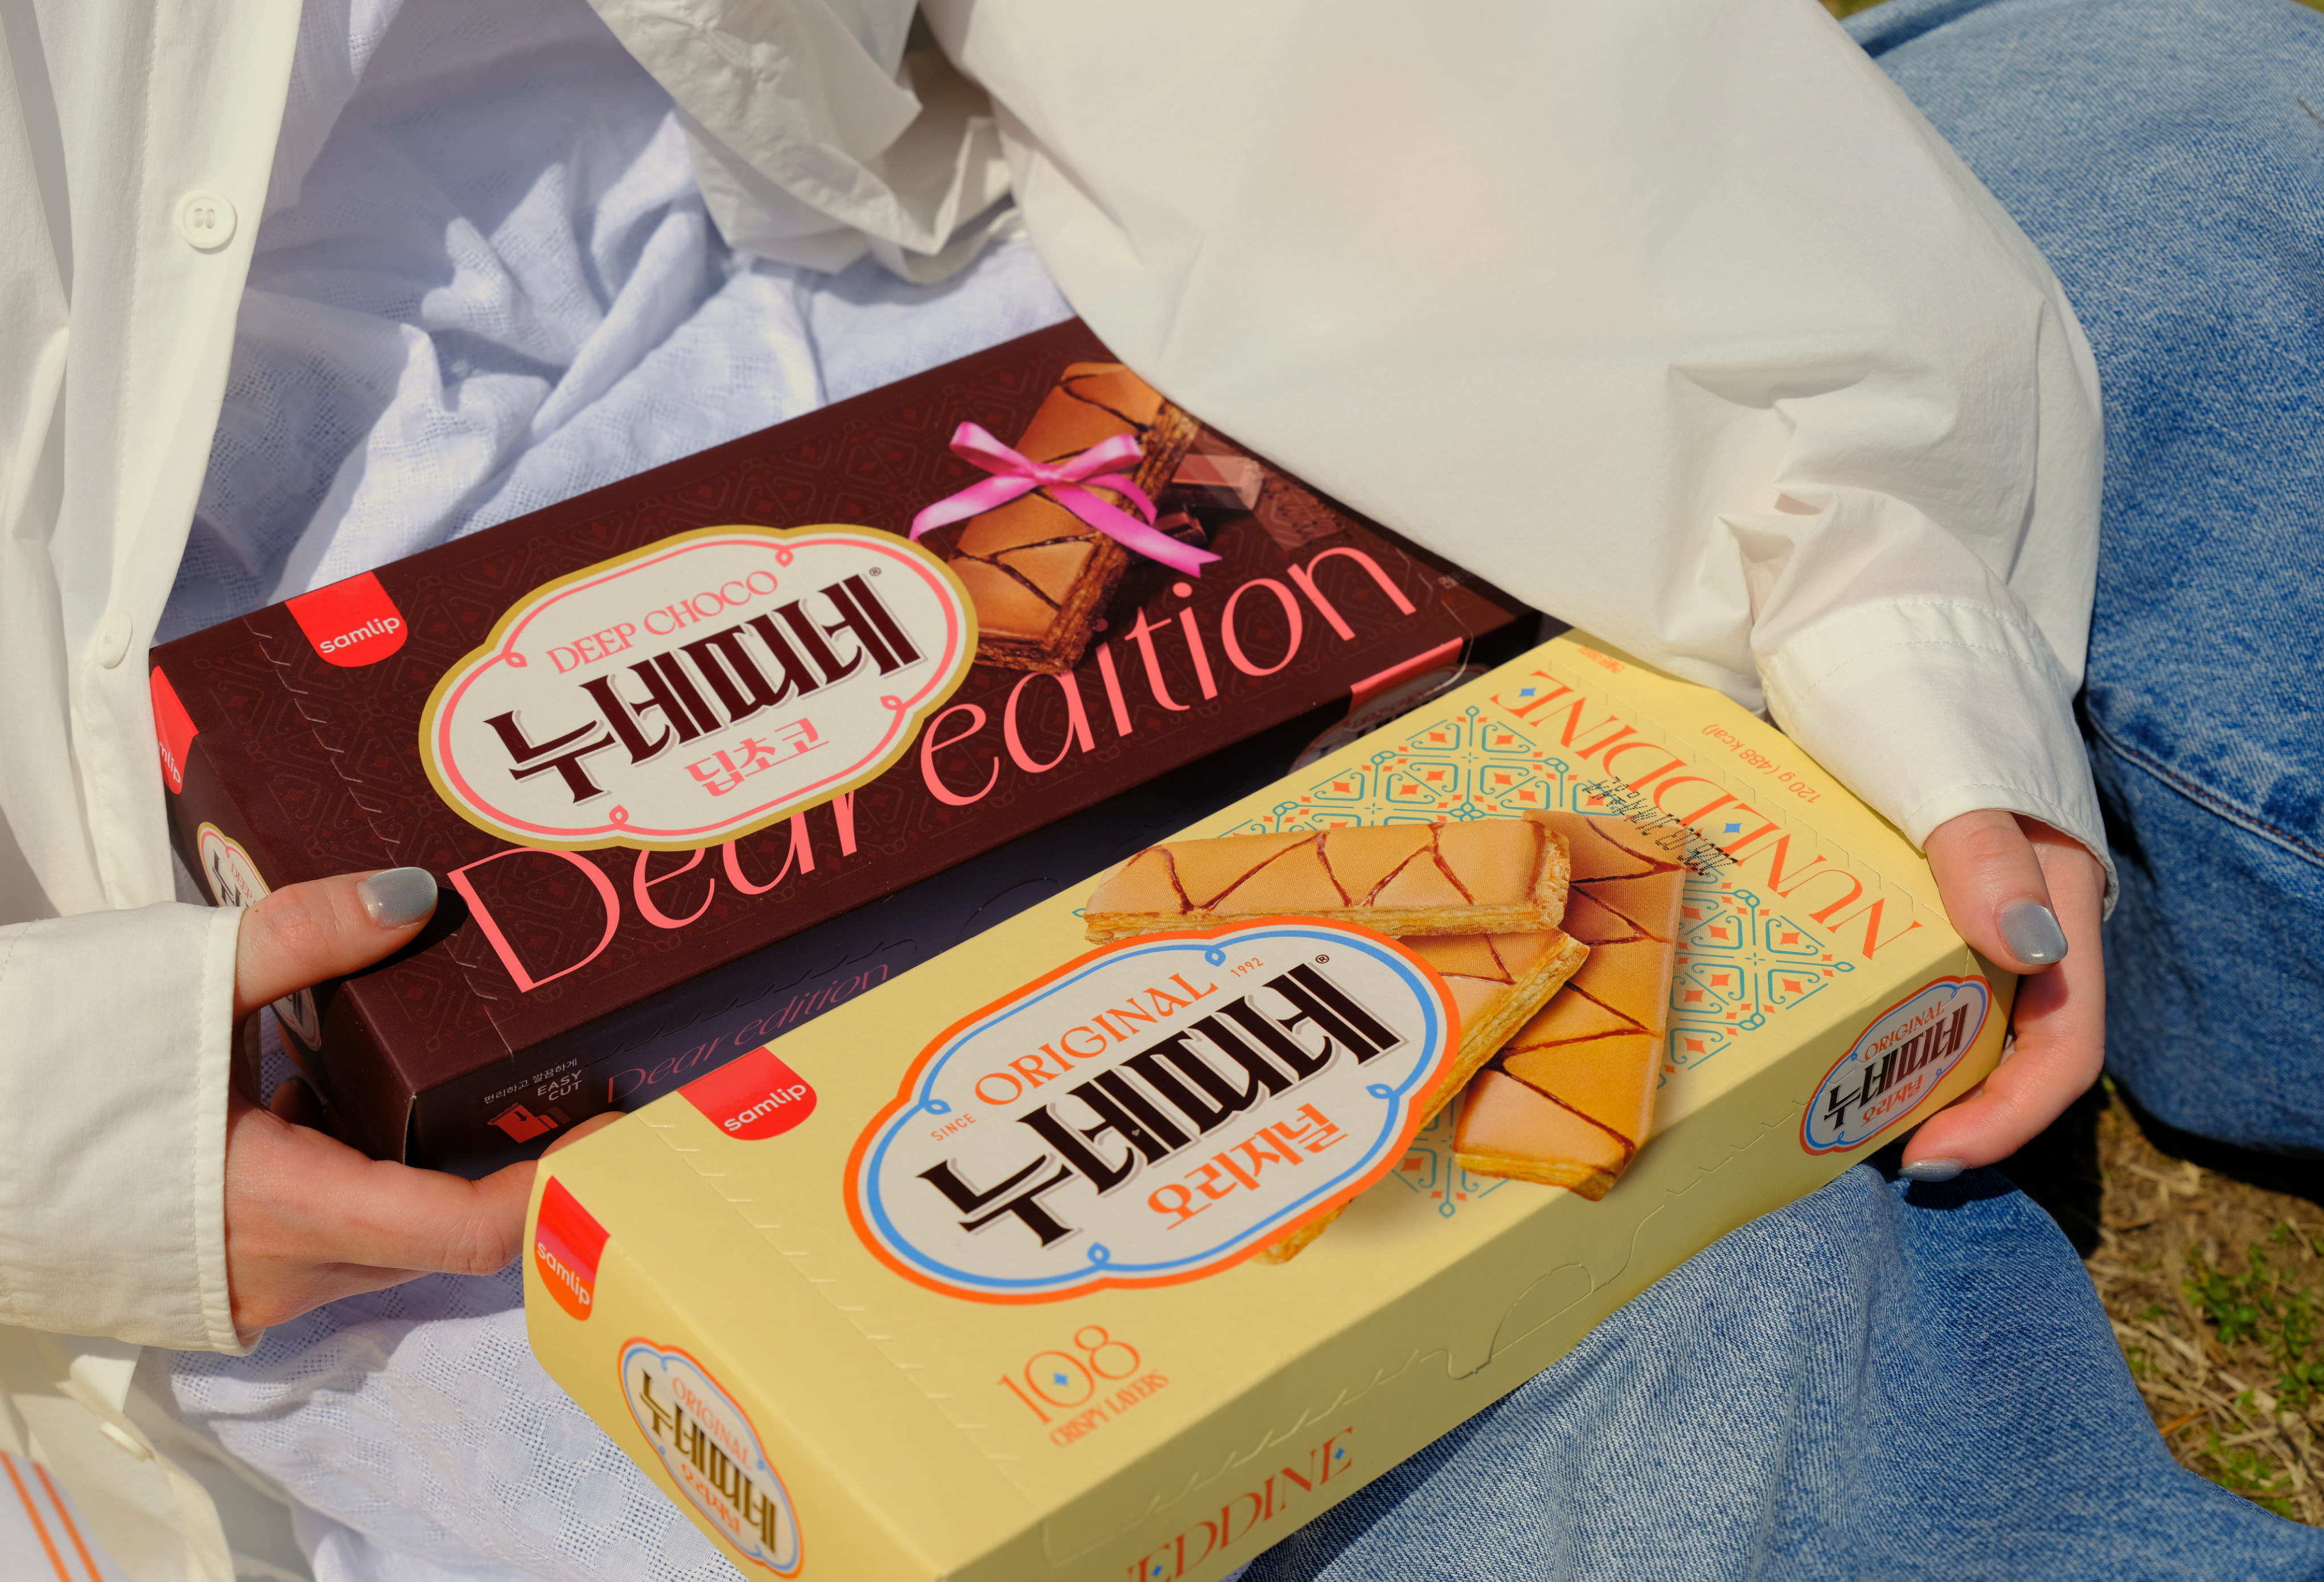 samlip
DEEP CHOCO
누네띠네®
딥초코
Dear edition
편리하고 깔끔하게
EASY
CUT
Dear edition
samlip
ORIGINAL
SINCE 1992
누네띠네®
오리지널
108
CRISPY LAYERS
NUNEDDINE
120 g (488 kcal)
ORIGINAL
누네띠네
오리지널
samlip
ORIGINAL
누네띠네
오리지널